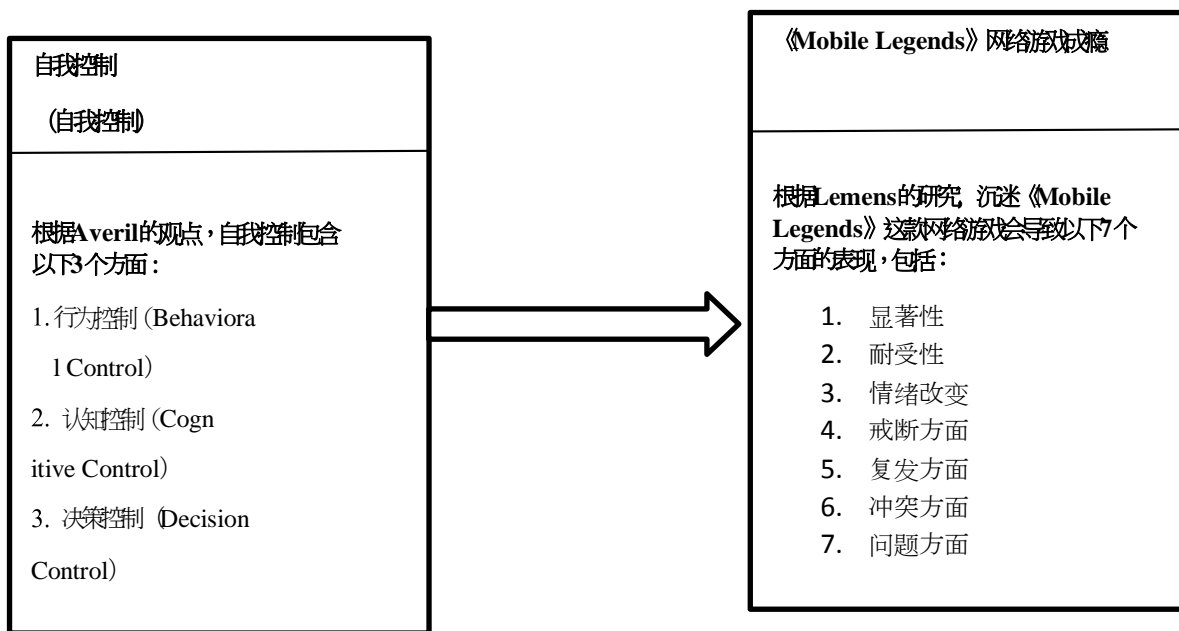 自我控制
(自我控制)
根据Averil的观点，自我控制包含
以下3个方面：
1. 行为控制 (Behaviora
l Control)
2. 认知控制 (Cogn
itive Control)
3. 决策控制 (Decision
Control)
《Mobile Legends》网络游戏成瘾
根据Lemens的研究，沉迷《Mobile
Legends》这款网络游戏会导致以下7个
方面的表现，包括：
1. 显著性
2. 耐受性
3. 情绪改变
4. 戒断方面
5. 复发方面
6. 冲突方面
7. 问题方面